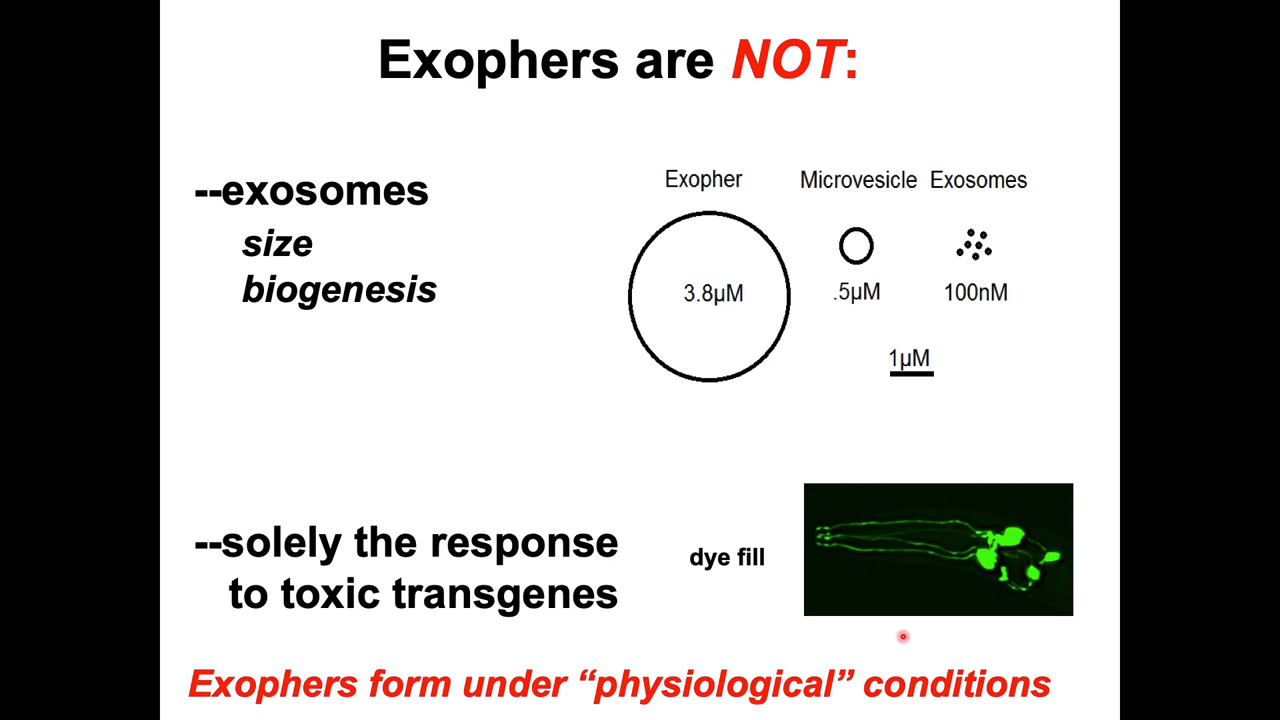 Exophers are NOT:
--exosomes
size
biogenesis
Exopher Microvesicle Exosomes
3.8µM .5µM 100nM
1µM
--solely the response
to toxic transgenes
dye fill
Exophers form under “physiological” conditions